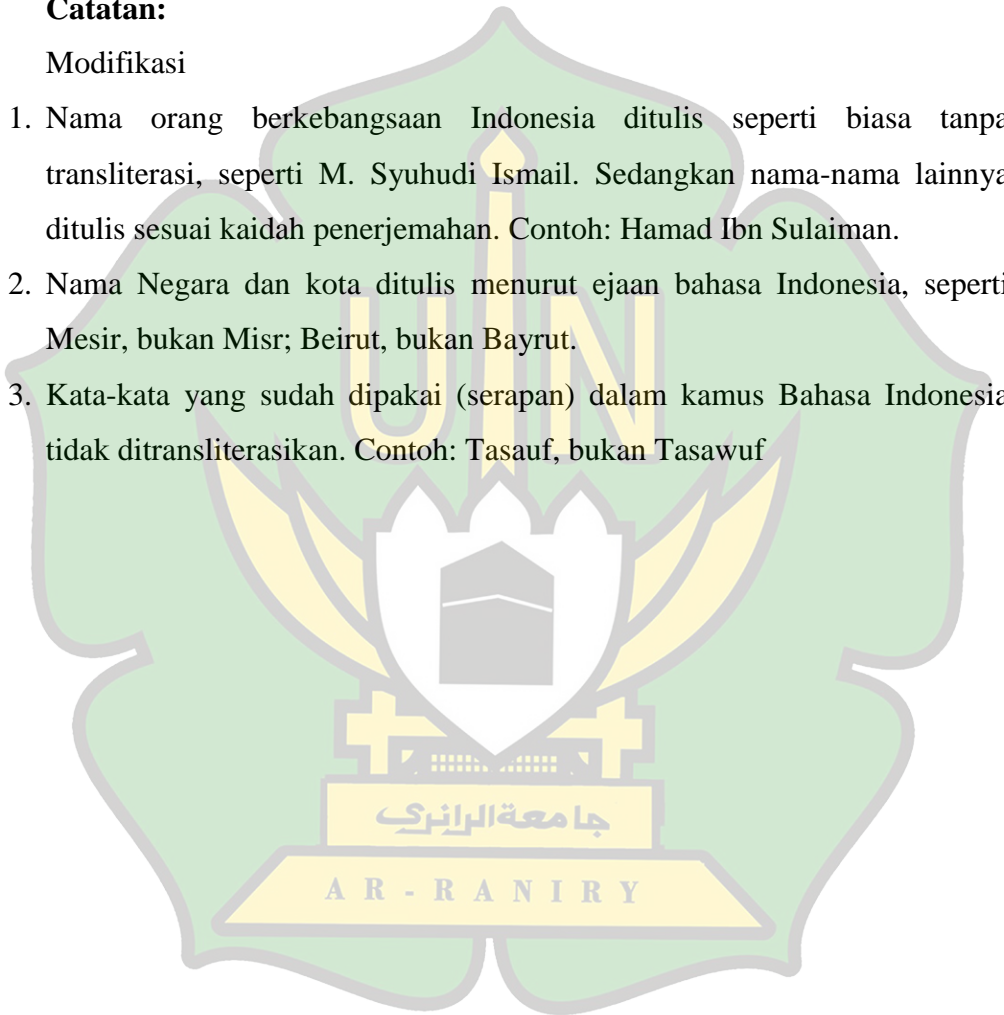 Catatan:
Modifikasi
1. Nama orang berkebangsaan Indonesia ditulis seperti biasa tanpa
transliterasi, seperti M. Syuhudi Ismail. Sedangkan nama-nama lainnya
ditulis sesuai kaidah penerjemahan. Contoh: Hamad Ibn Sulaiman.
2. Nama Negara dan kota ditulis menurut ejaan bahasa Indonesia, seperti
Mesir, bukan Misr; Beirut, bukan Bayrut.
3. Kata-kata yang sudah dipakai (serapan) dalam kamus Bahasa Indonesia
tidak ditransliterasikan. Contoh: Tasauf, bukan Tasawuf
UIN
جامعةالرانري
AR-RANIRY